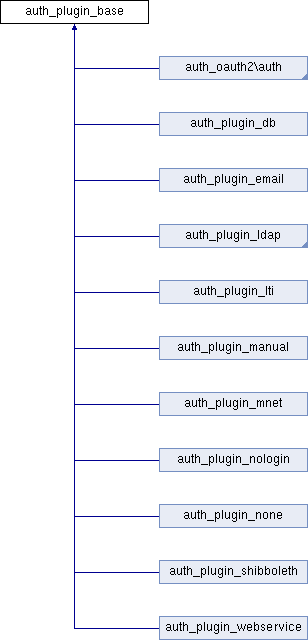 auth_plugin_base
auth_oauth2\auth
auth_plugin_db
auth_plugin_email
auth_plugin_ldap
auth_plugin_lti
auth_plugin_manual
auth_plugin_mnet
auth_plugin_nologin
auth_plugin_none
auth_plugin_shibboleth
auth_plugin_webservice